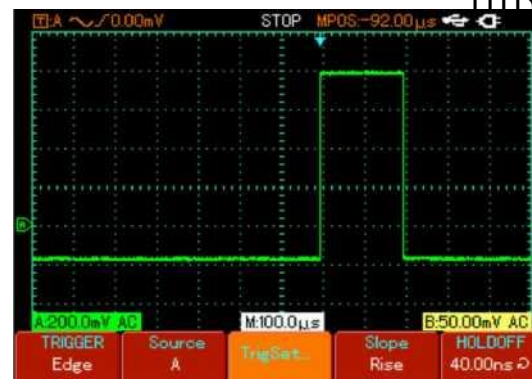 T:A 0.00mV STOP MPOS:-92.00μs
A
A:200.0mV AC M:100.0μs B:50.00mV AC
TRIGGER Source TrigSet... Slope HOLDOFF
Edge A Rise 40.00ns